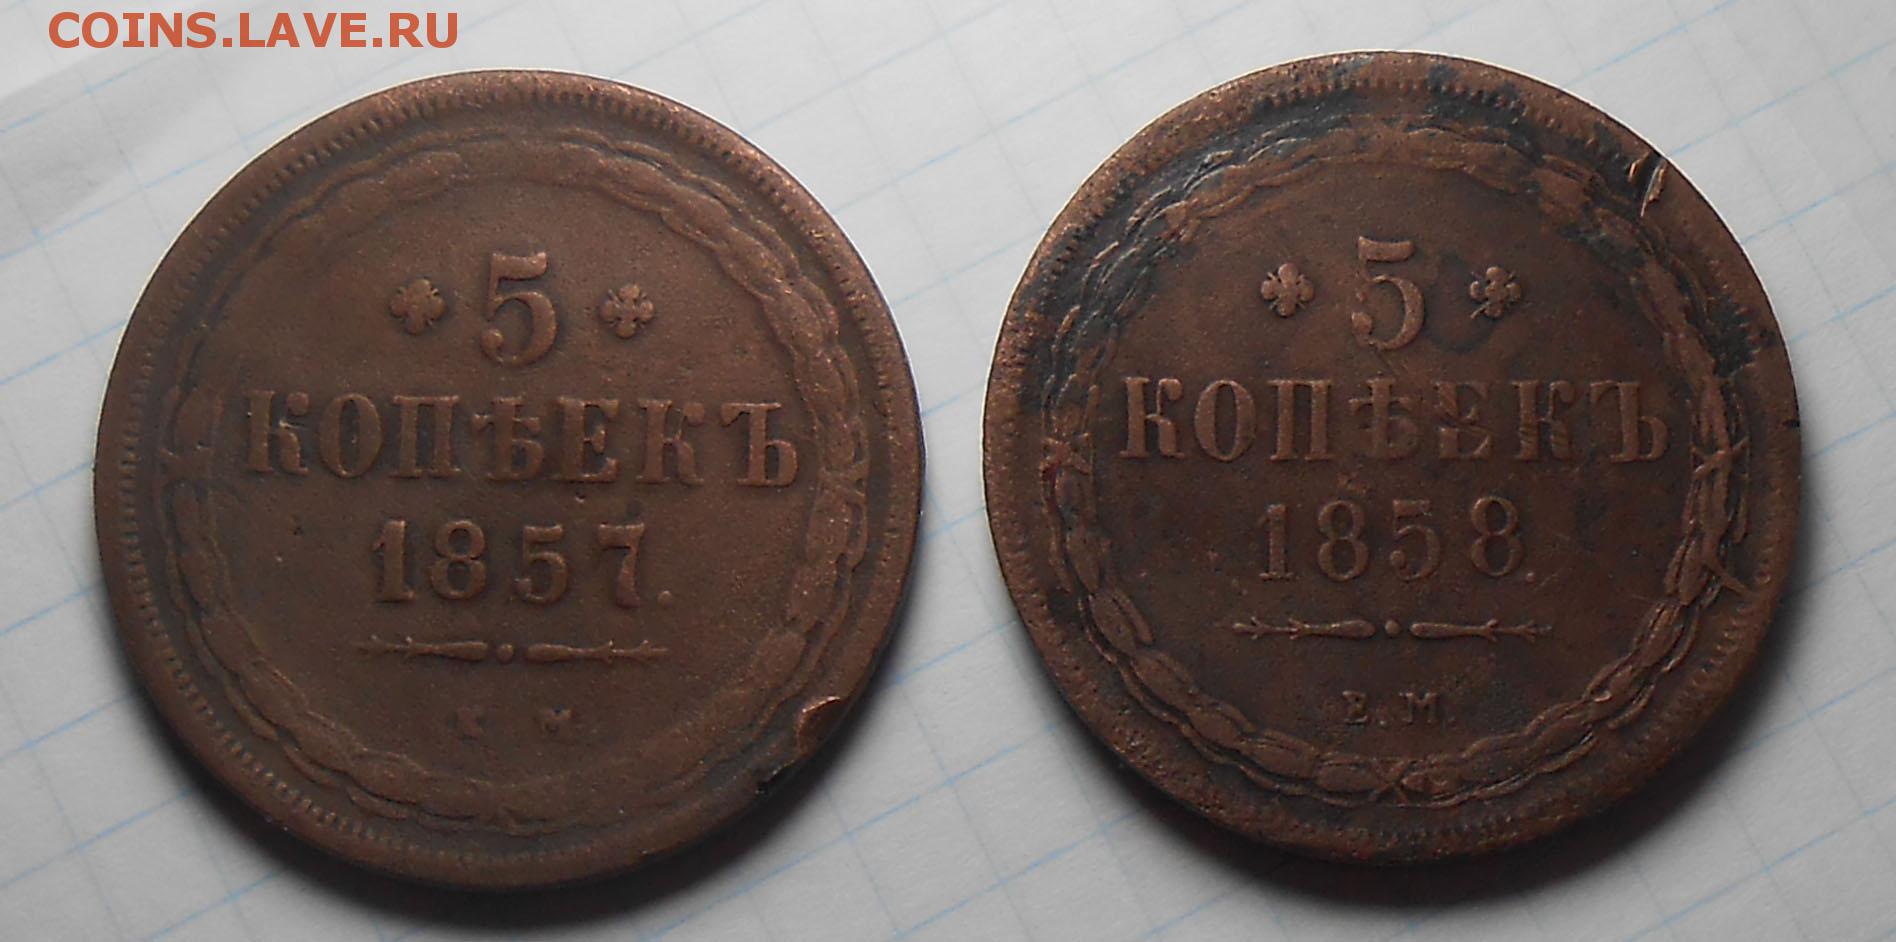 COINS.LAVE.RU
5
КОПѢЕКЪ
1857.
Е М
5
КОПѢЕКЪ
1858.
Е.М.